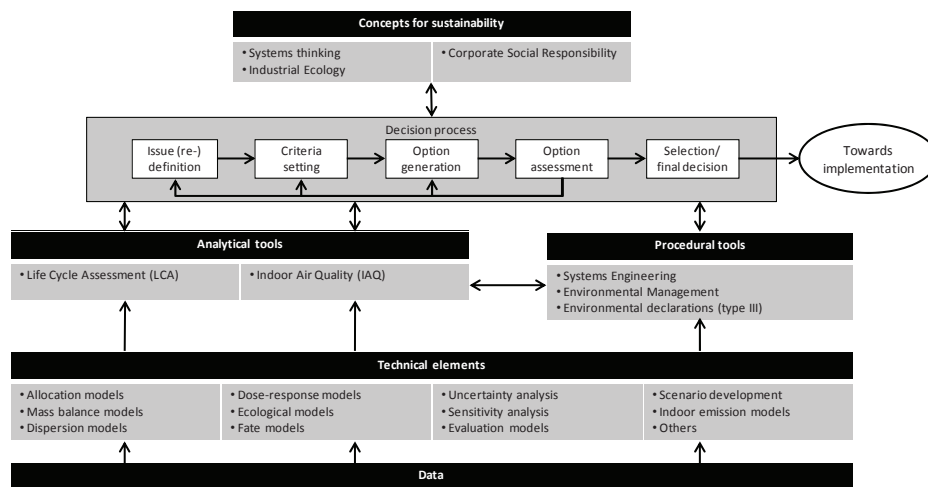 Concepts for sustainability
• Systems thinking
• Industrial Ecology
• Corporate Social Responsibility
Decision process
Issue (re-)
definition
Criteria
setting
Option
generation
Option
assessment
Selection/
final decision
Towards
implementation
Analytical tools
• Life Cycle Assessment (LCA)
• Indoor Air Quality (IAQ)
Procedural tools
• Systems Engineering
• Environmental Management
• Environmental declarations (type III)
Technical elements
• Allocation models
• Mass balance models
• Dispersion models
• Dose-response models
• Ecological models
• Fate models
• Uncertainty analysis
• Sensitivity analysis
• Evaluation models
• Scenario development
• Indoor emission models
• Others
Data